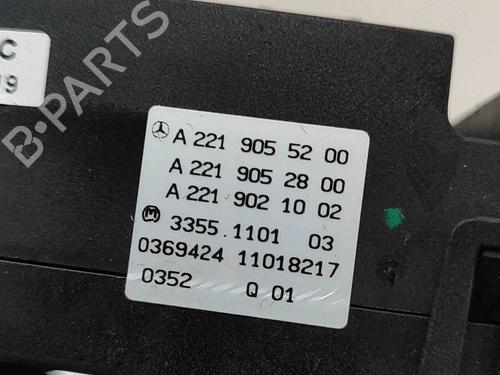 C
19
B-PARTS
A 221 905 52 00
A 221 905 28 00
A 221 902 10 02
M 3355.1101 03
0369424 11018217
0352 Q 01